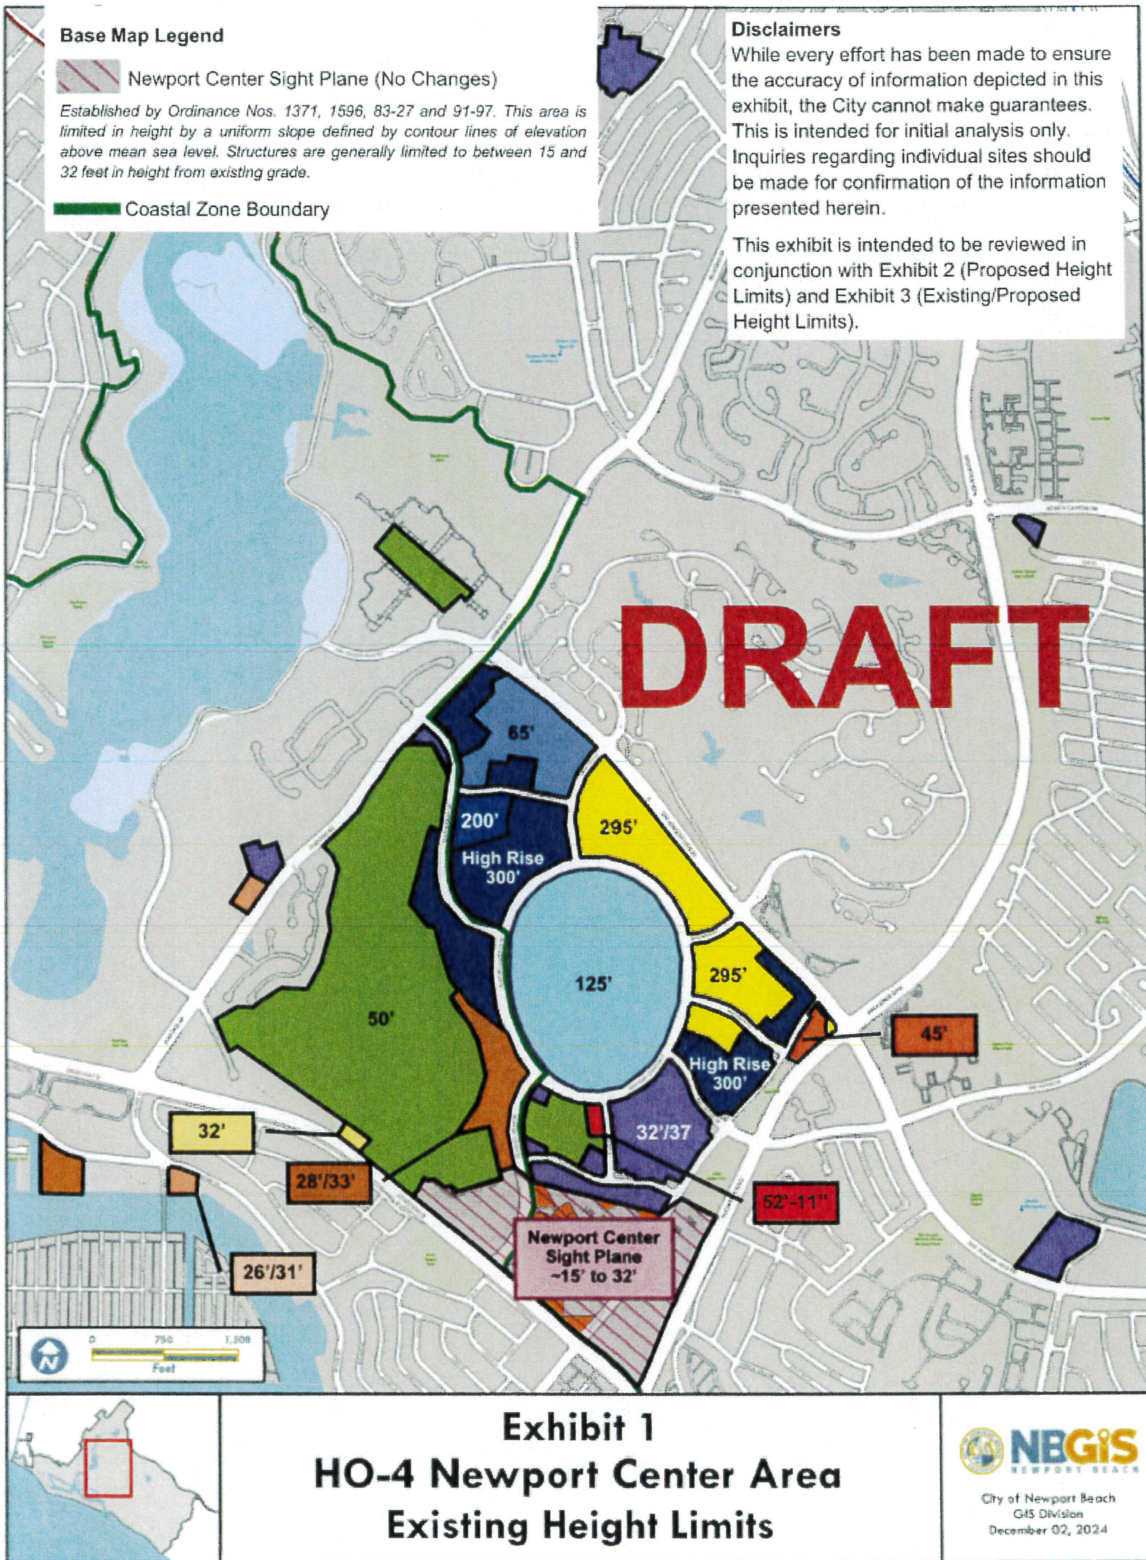 Base Map Legend
Newport Center Sight Plane (No Changes)
Established by Ordinance Nos. 1371, 1596, 83-27 and 91-97. This area is
limited in height by a uniform slope defined by contour lines of elevation
above mean sea level. Structures are generally limited to between 15 and
32 feet in height from existing grade.
Coastal Zone Boundary
Disclaimers
While every effort has been made to ensure
the accuracy of information depicted in this
exhibit, the City cannot make guarantees.
This is intended for initial analysis only.
Inquiries regarding individual sites should
be made for confirmation of the information
presented herein.
This exhibit is intended to be reviewed in
conjunction with Exhibit 2 (Proposed Height
Limits) and Exhibit 3 (Existing/Proposed
Height Limits).
DRAFT
65'
200'
High Rise
300'
295'
125'
295'
50'
45'
High Rise
300'
32'
32'/37
28'/33'
52'-11"
Newport Center
Sight Plane
~15' to 32'
26'/31'
N
0 750 1,500
Feet
Exhibit 1
HO-4 Newport Center Area
Existing Height Limits
NBGIS
NEWPORT BEACH
City of Newport Beach
GIS Division
December 02, 2024